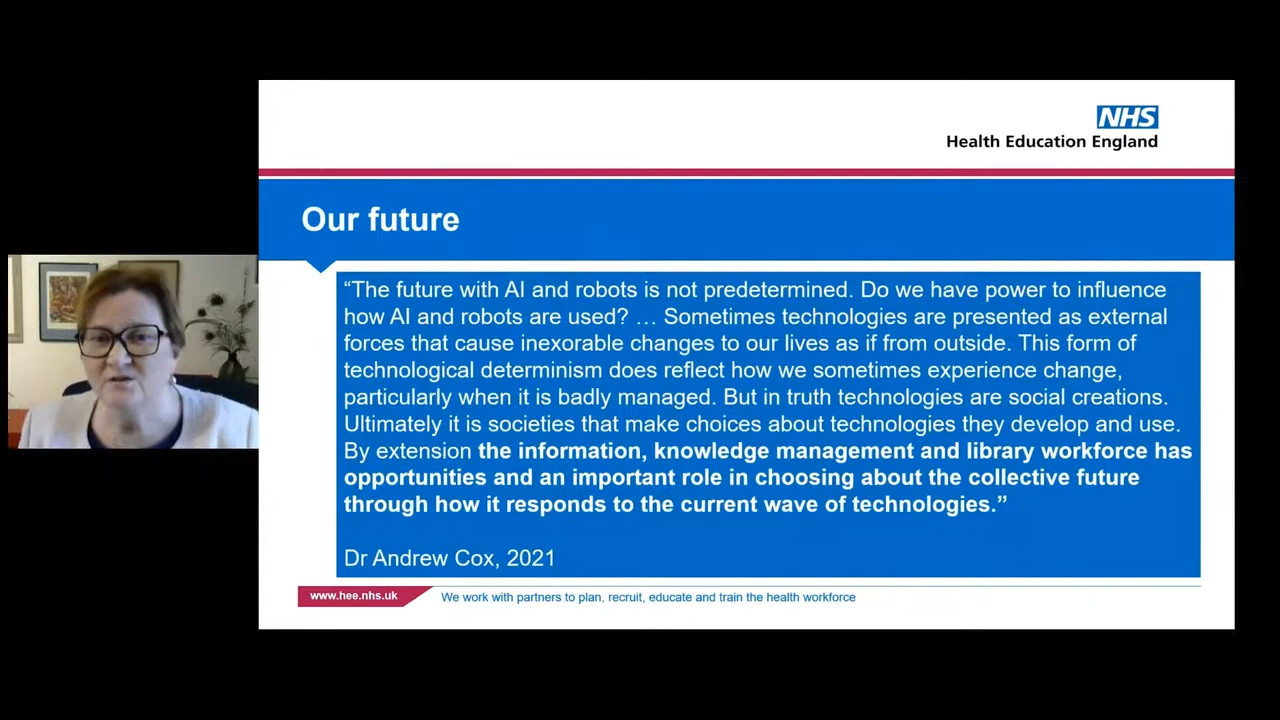 NHS
Health Education England
Our future
“The future with AI and robots is not predetermined. Do we have power to influence
how AI and robots are used? … Sometimes technologies are presented as external
forces that cause inexorable changes to our lives as if from outside. This form of
technological determinism does reflect how we sometimes experience change,
particularly when it is badly managed. But in truth technologies are social creations.
Ultimately it is societies that make choices about technologies they develop and use.
By extension the information, knowledge management and library workforce has
opportunities and an important role in choosing about the collective future
through how it responds to the current wave of technologies.”
Dr Andrew Cox, 2021
www.hee.nhs.uk
We work with partners to plan, recruit, educate and train the health workforce